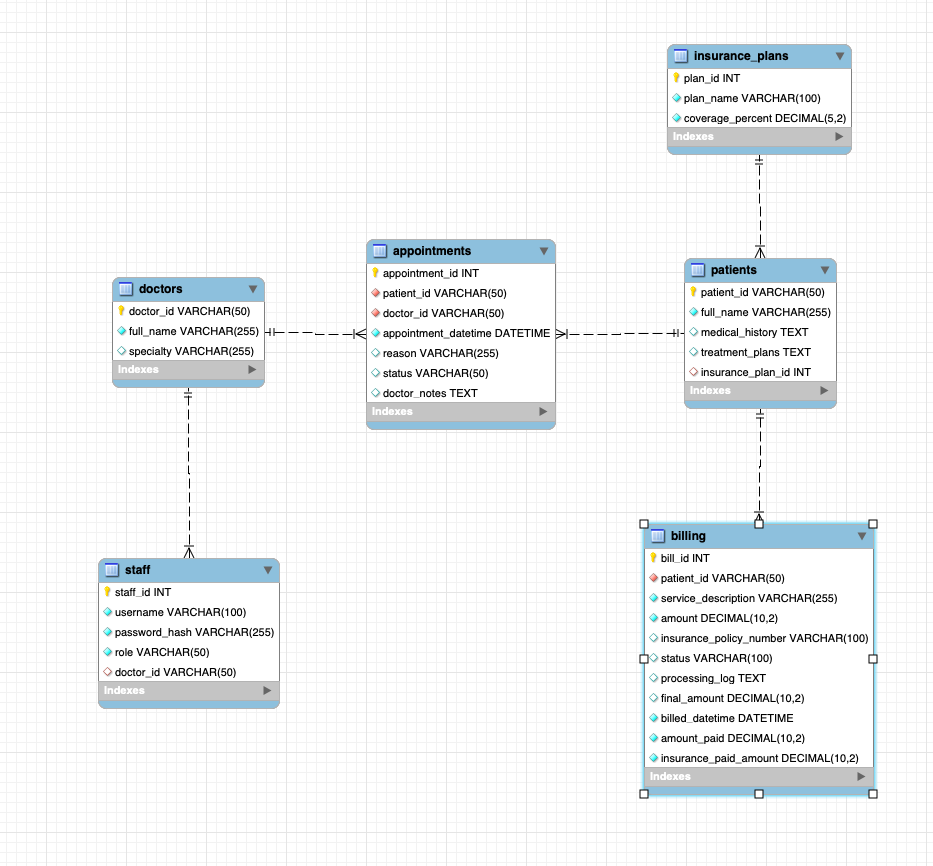 insurance_plans
plan_id INT
plan_name VARCHAR(100)
coverage_percent DECIMAL(5,2)
Indexes
appointments
appointment_id INT
patient_id VARCHAR(50)
doctor_id VARCHAR(50)
appointment_datetime DATETIME
reason VARCHAR(255)
status VARCHAR(50)
doctor_notes TEXT
Indexes
patients
patient_id VARCHAR(50)
full_name VARCHAR(255)
medical_history TEXT
treatment_plans TEXT
insurance_plan_id INT
Indexes
doctors
doctor_id VARCHAR(50)
full_name VARCHAR(255)
specialty VARCHAR(255)
Indexes
staff
staff_id INT
username VARCHAR(100)
password_hash VARCHAR(255)
role VARCHAR(50)
doctor_id VARCHAR(50)
Indexes
billing
bill_id INT
patient_id VARCHAR(50)
service_description VARCHAR(255)
amount DECIMAL(10,2)
insurance_policy_number VARCHAR(100)
status VARCHAR(100)
processing_log TEXT
final_amount DECIMAL(10,2)
billed_datetime DATETIME
amount_paid DECIMAL(10,2)
insurance_paid_amount DECIMAL(10,2)
Indexes